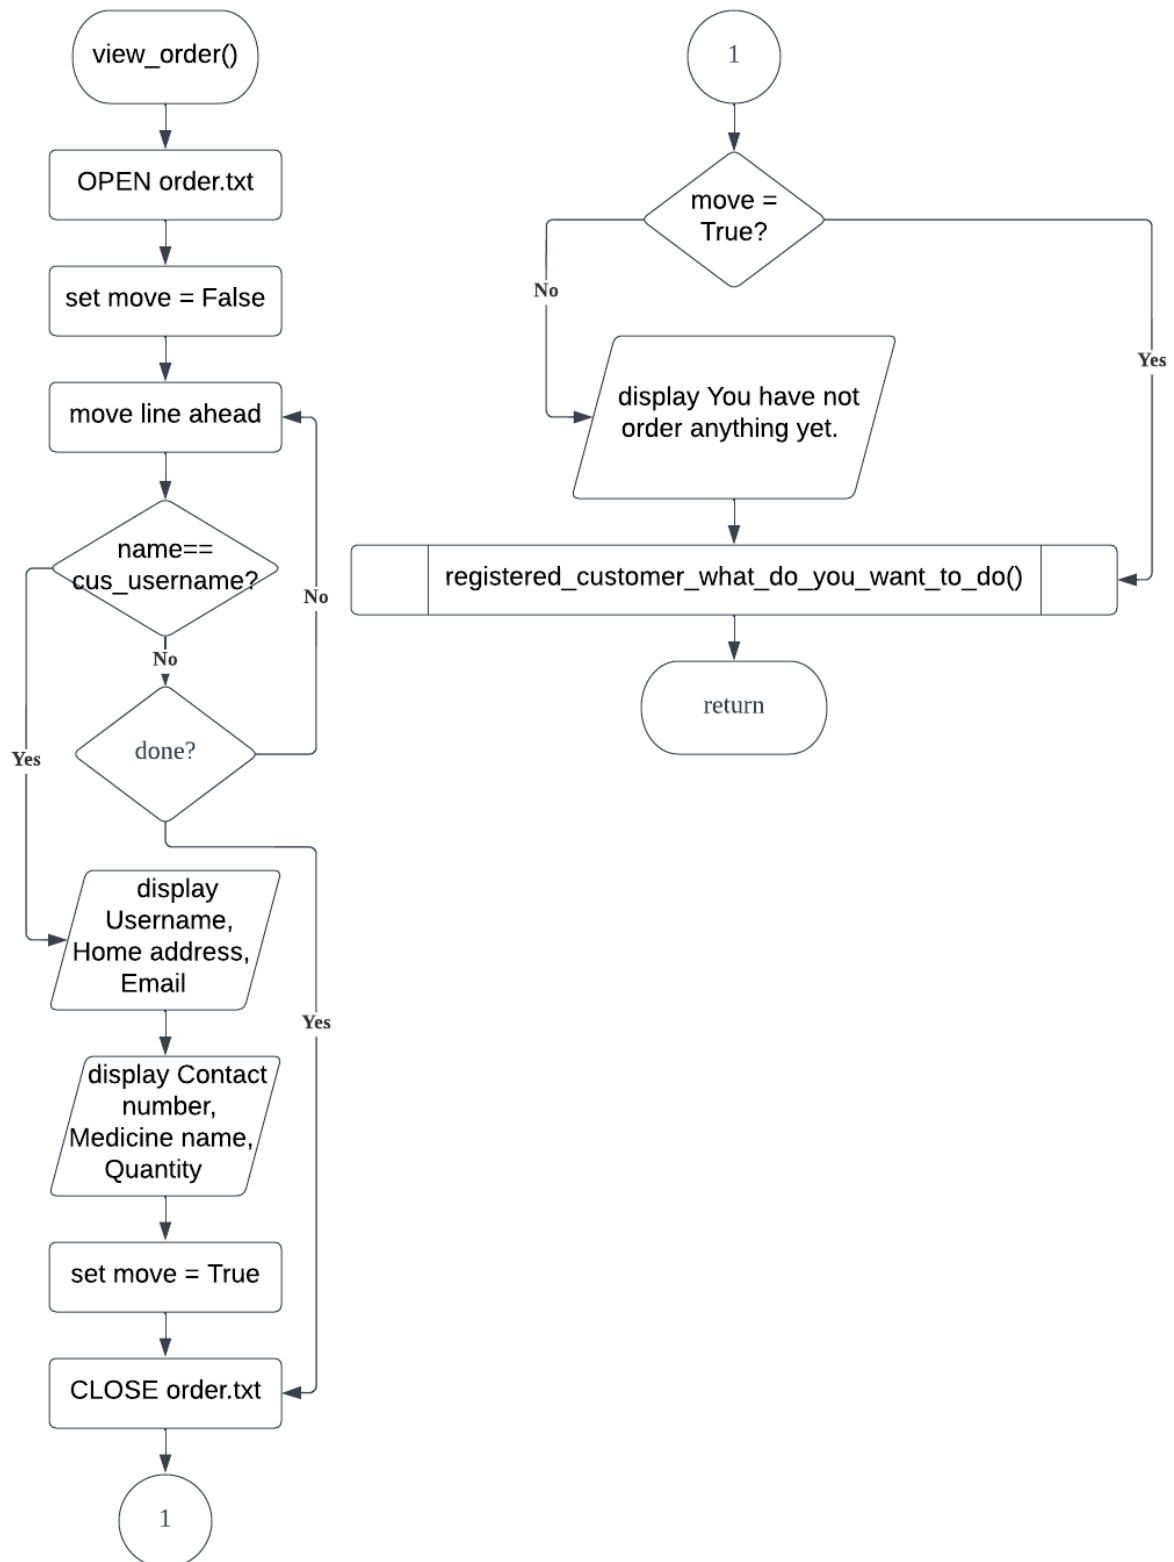 view_order()
OPEN order.txt
set move = False
move line ahead
name==
cus_username?
No
No
done?
Yes
display
Username,
Home address,
Email
Yes
display Contact
number,
Medicine name,
Quantity
set move = True
CLOSE order.txt
1
1
move =
True?
No
Yes
display You have not
order anything yet.
registered_customer_what_do_you_want_to_do()
return